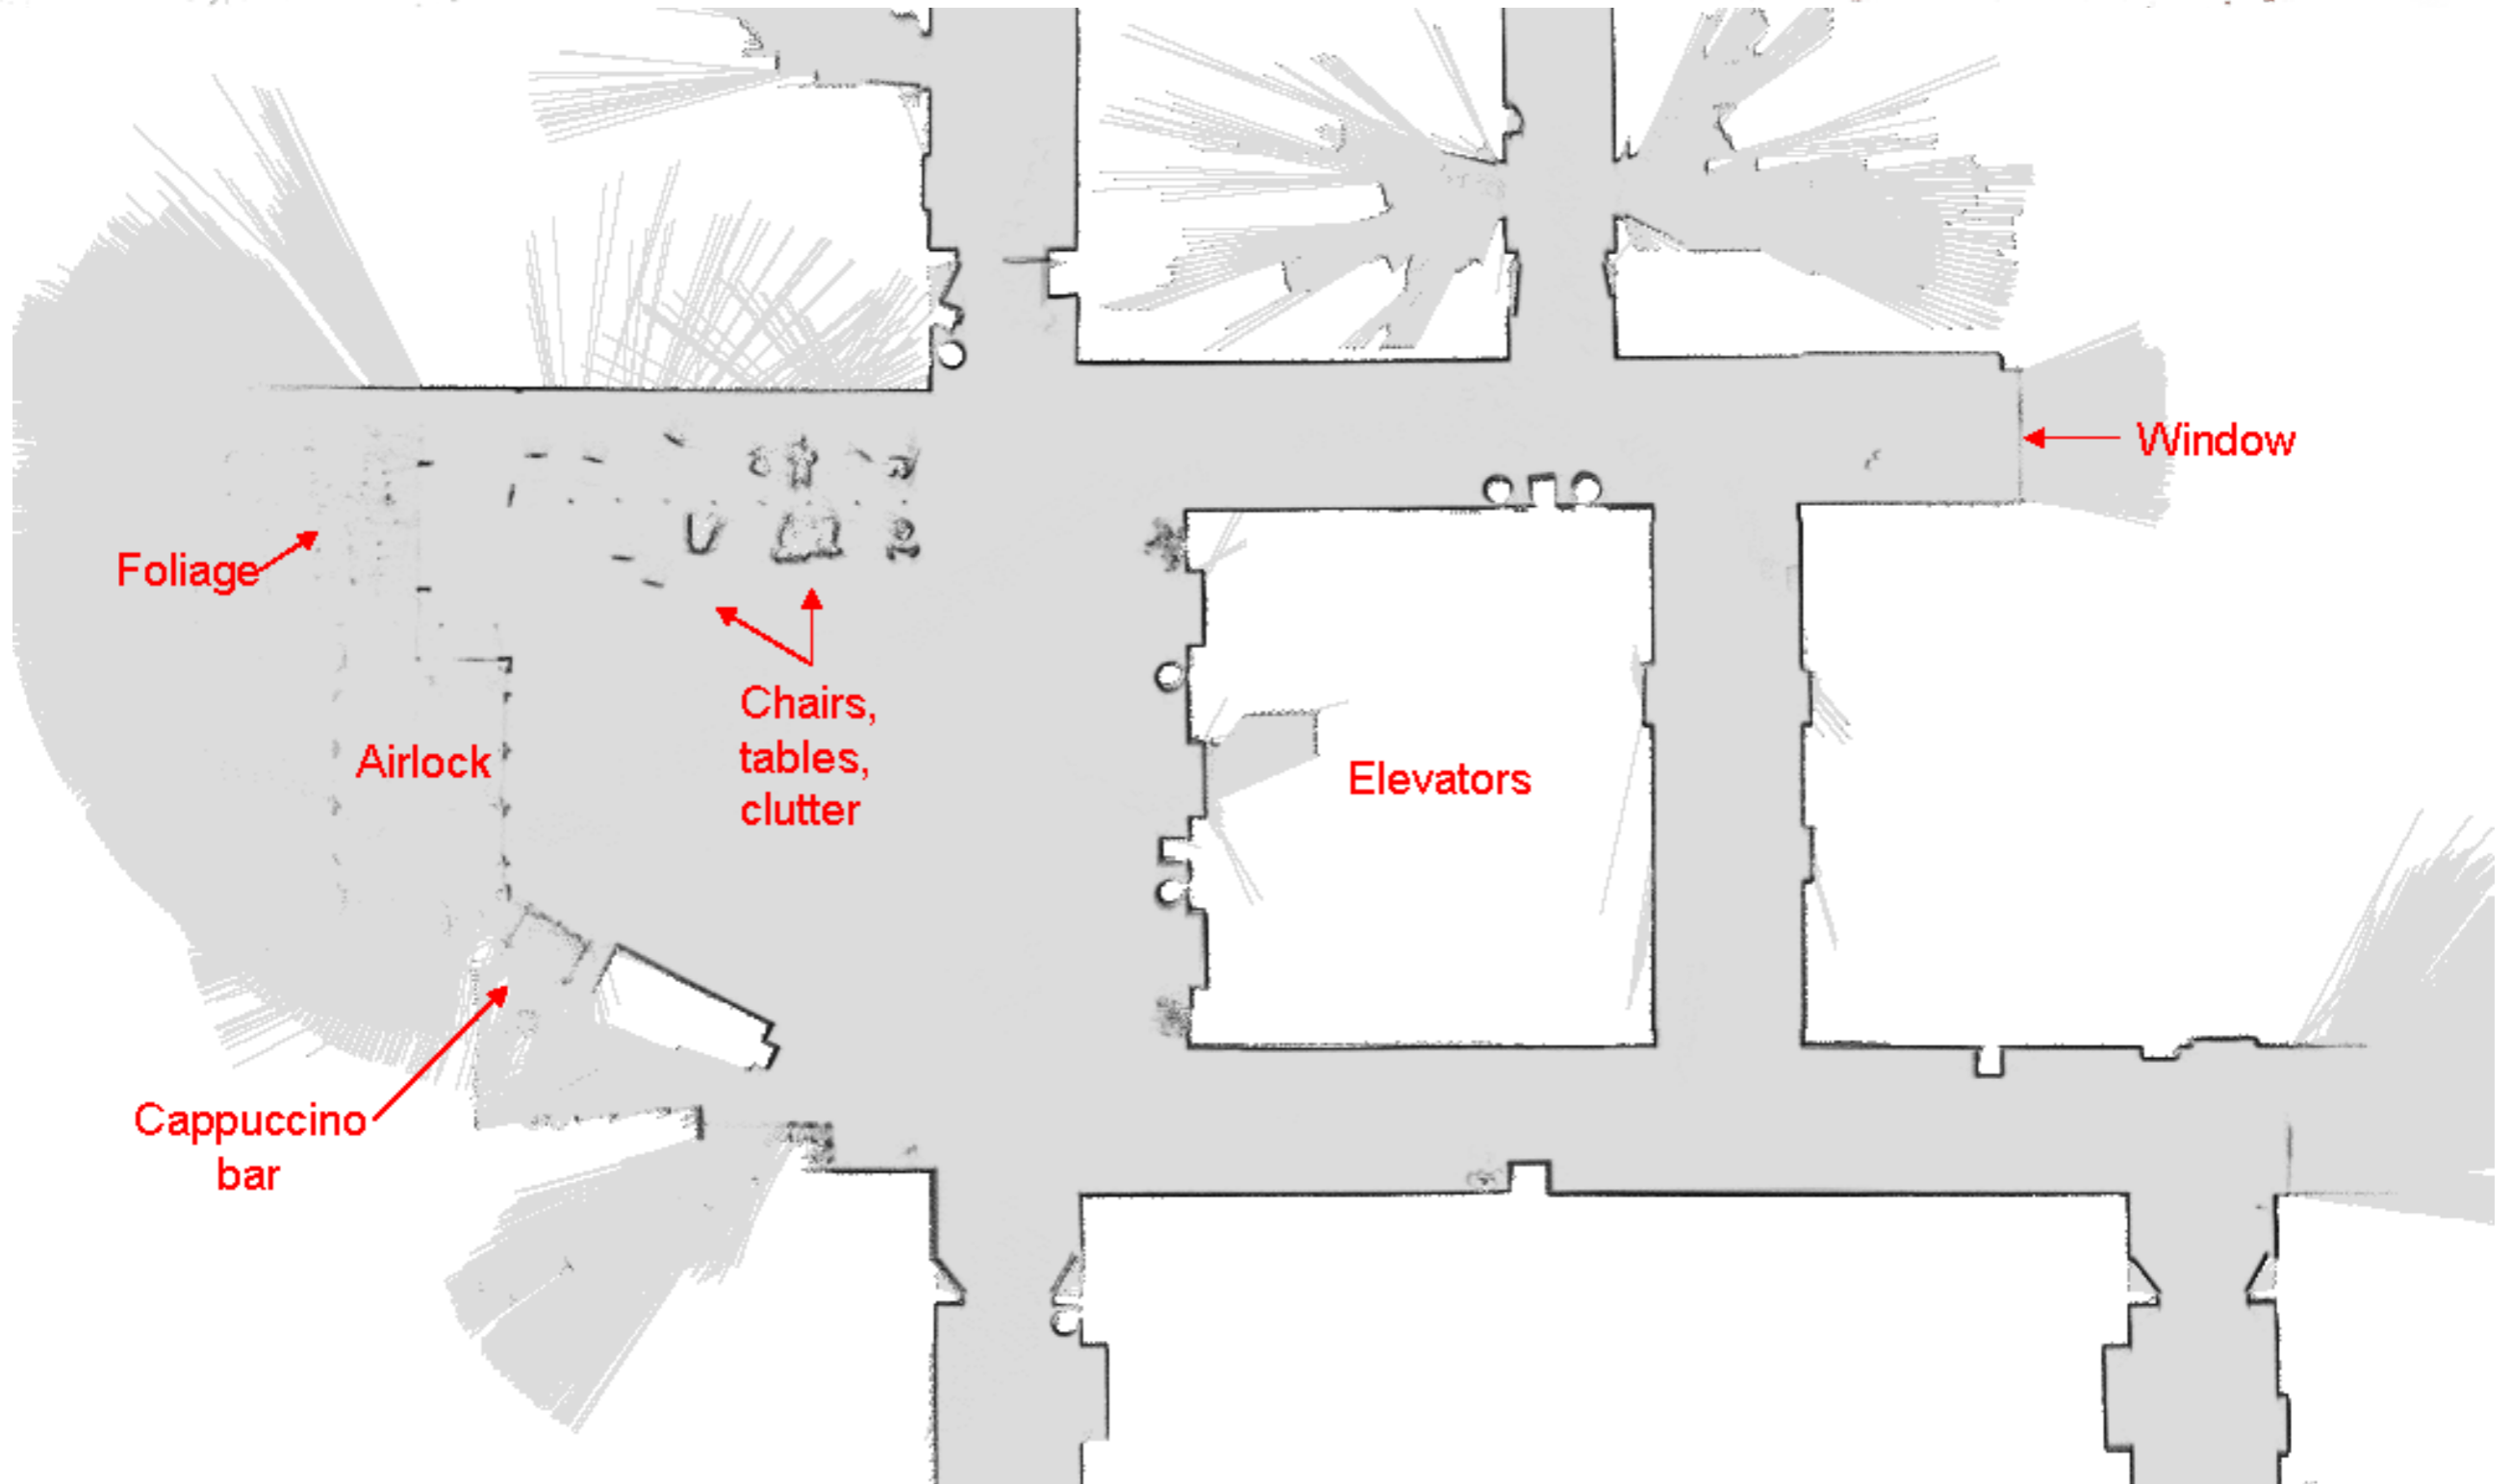 Window
Foliage
Chairs,
tables,
clutter
Airlock
Elevators
Cappuccino
bar